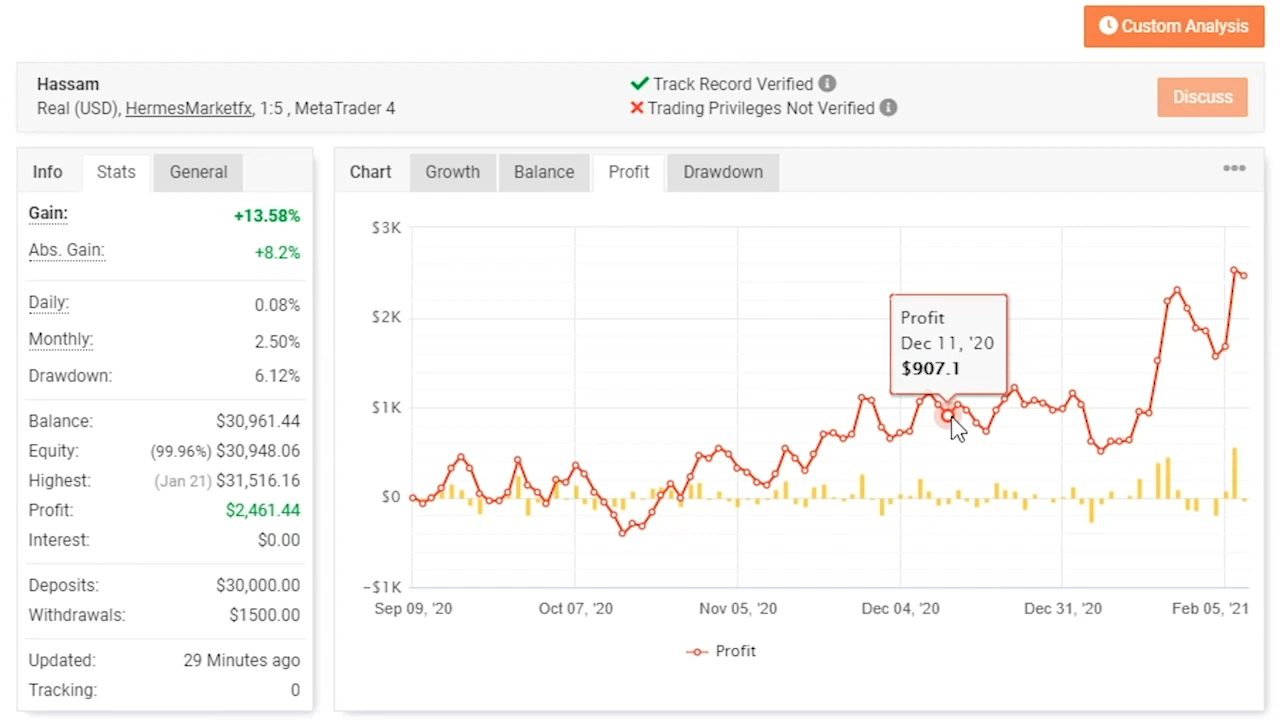 Custom Analysis
Hassam
Real (USD), HermesMarketfx, 1:5 , MetaTrader 4
Track Record Verified
Trading Privileges Not Verified
Discuss
Info Stats General
Gain: +13.58%
Abs. Gain: +8.2%
Daily: 0.08%
Monthly: 2.50%
Drawdown: 6.12%
Balance: $30,961.44
Equity: (99.96%) $30,948.06
Highest: (Jan 21) $31,516.16
Profit: $2,461.44
Interest: $0.00
Deposits: $30,000.00
Withdrawals: $1500.00
Updated: 29 Minutes ago
Tracking: 0
Chart Growth Balance Profit Drawdown
$3K
$2K
$1K
$0
−$1K
Profit
Dec 11, '20
$907.1
Sep 09, '20 Oct 07, '20 Nov 05, '20 Dec 04, '20 Dec 31, '20 Feb 05, '21
Profit